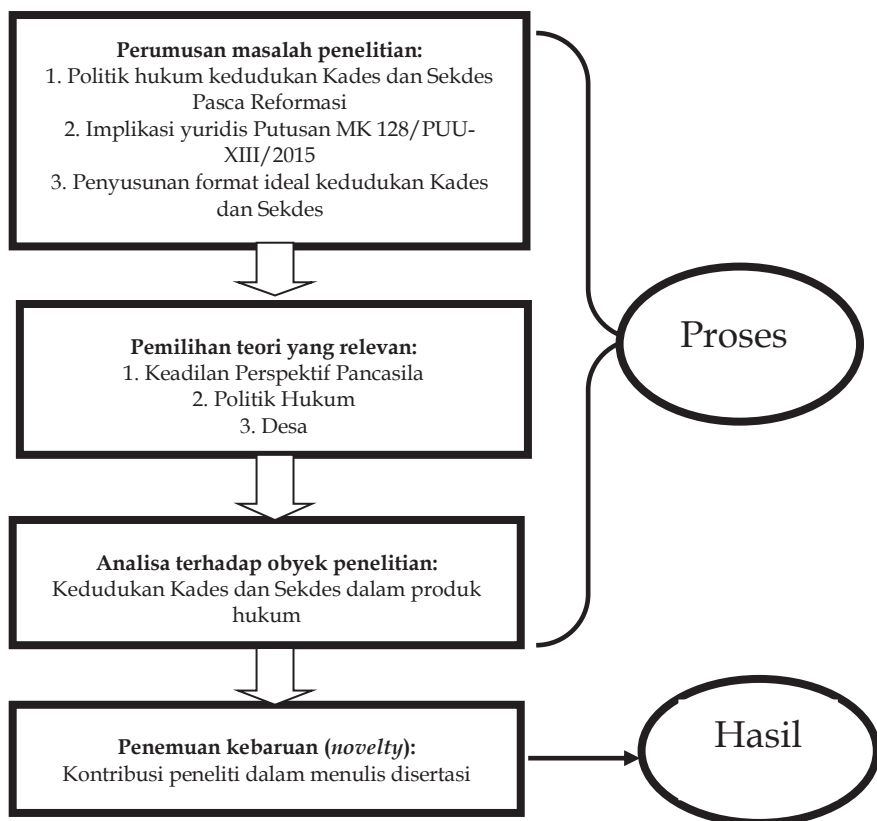 Perumusan masalah penelitian:
1. Politik hukum kedudukan Kades dan Sekdes
Pasca Reformasi
2. Implikasi yuridis Putusan MK 128/PUU-
XIII/2015
3. Penyusunan format ideal kedudukan Kades
dan Sekdes
Pemilihan teori yang relevan:
1. Keadilan Perspektif Pancasila
2. Politik Hukum
3. Desa
Proses
Analisa terhadap obyek penelitian:
Kedudukan Kades dan Sekdes dalam produk
hukum
Penemuan kebaruan (novelty):
Kontribusi peneliti dalam menulis disertasi
Hasil